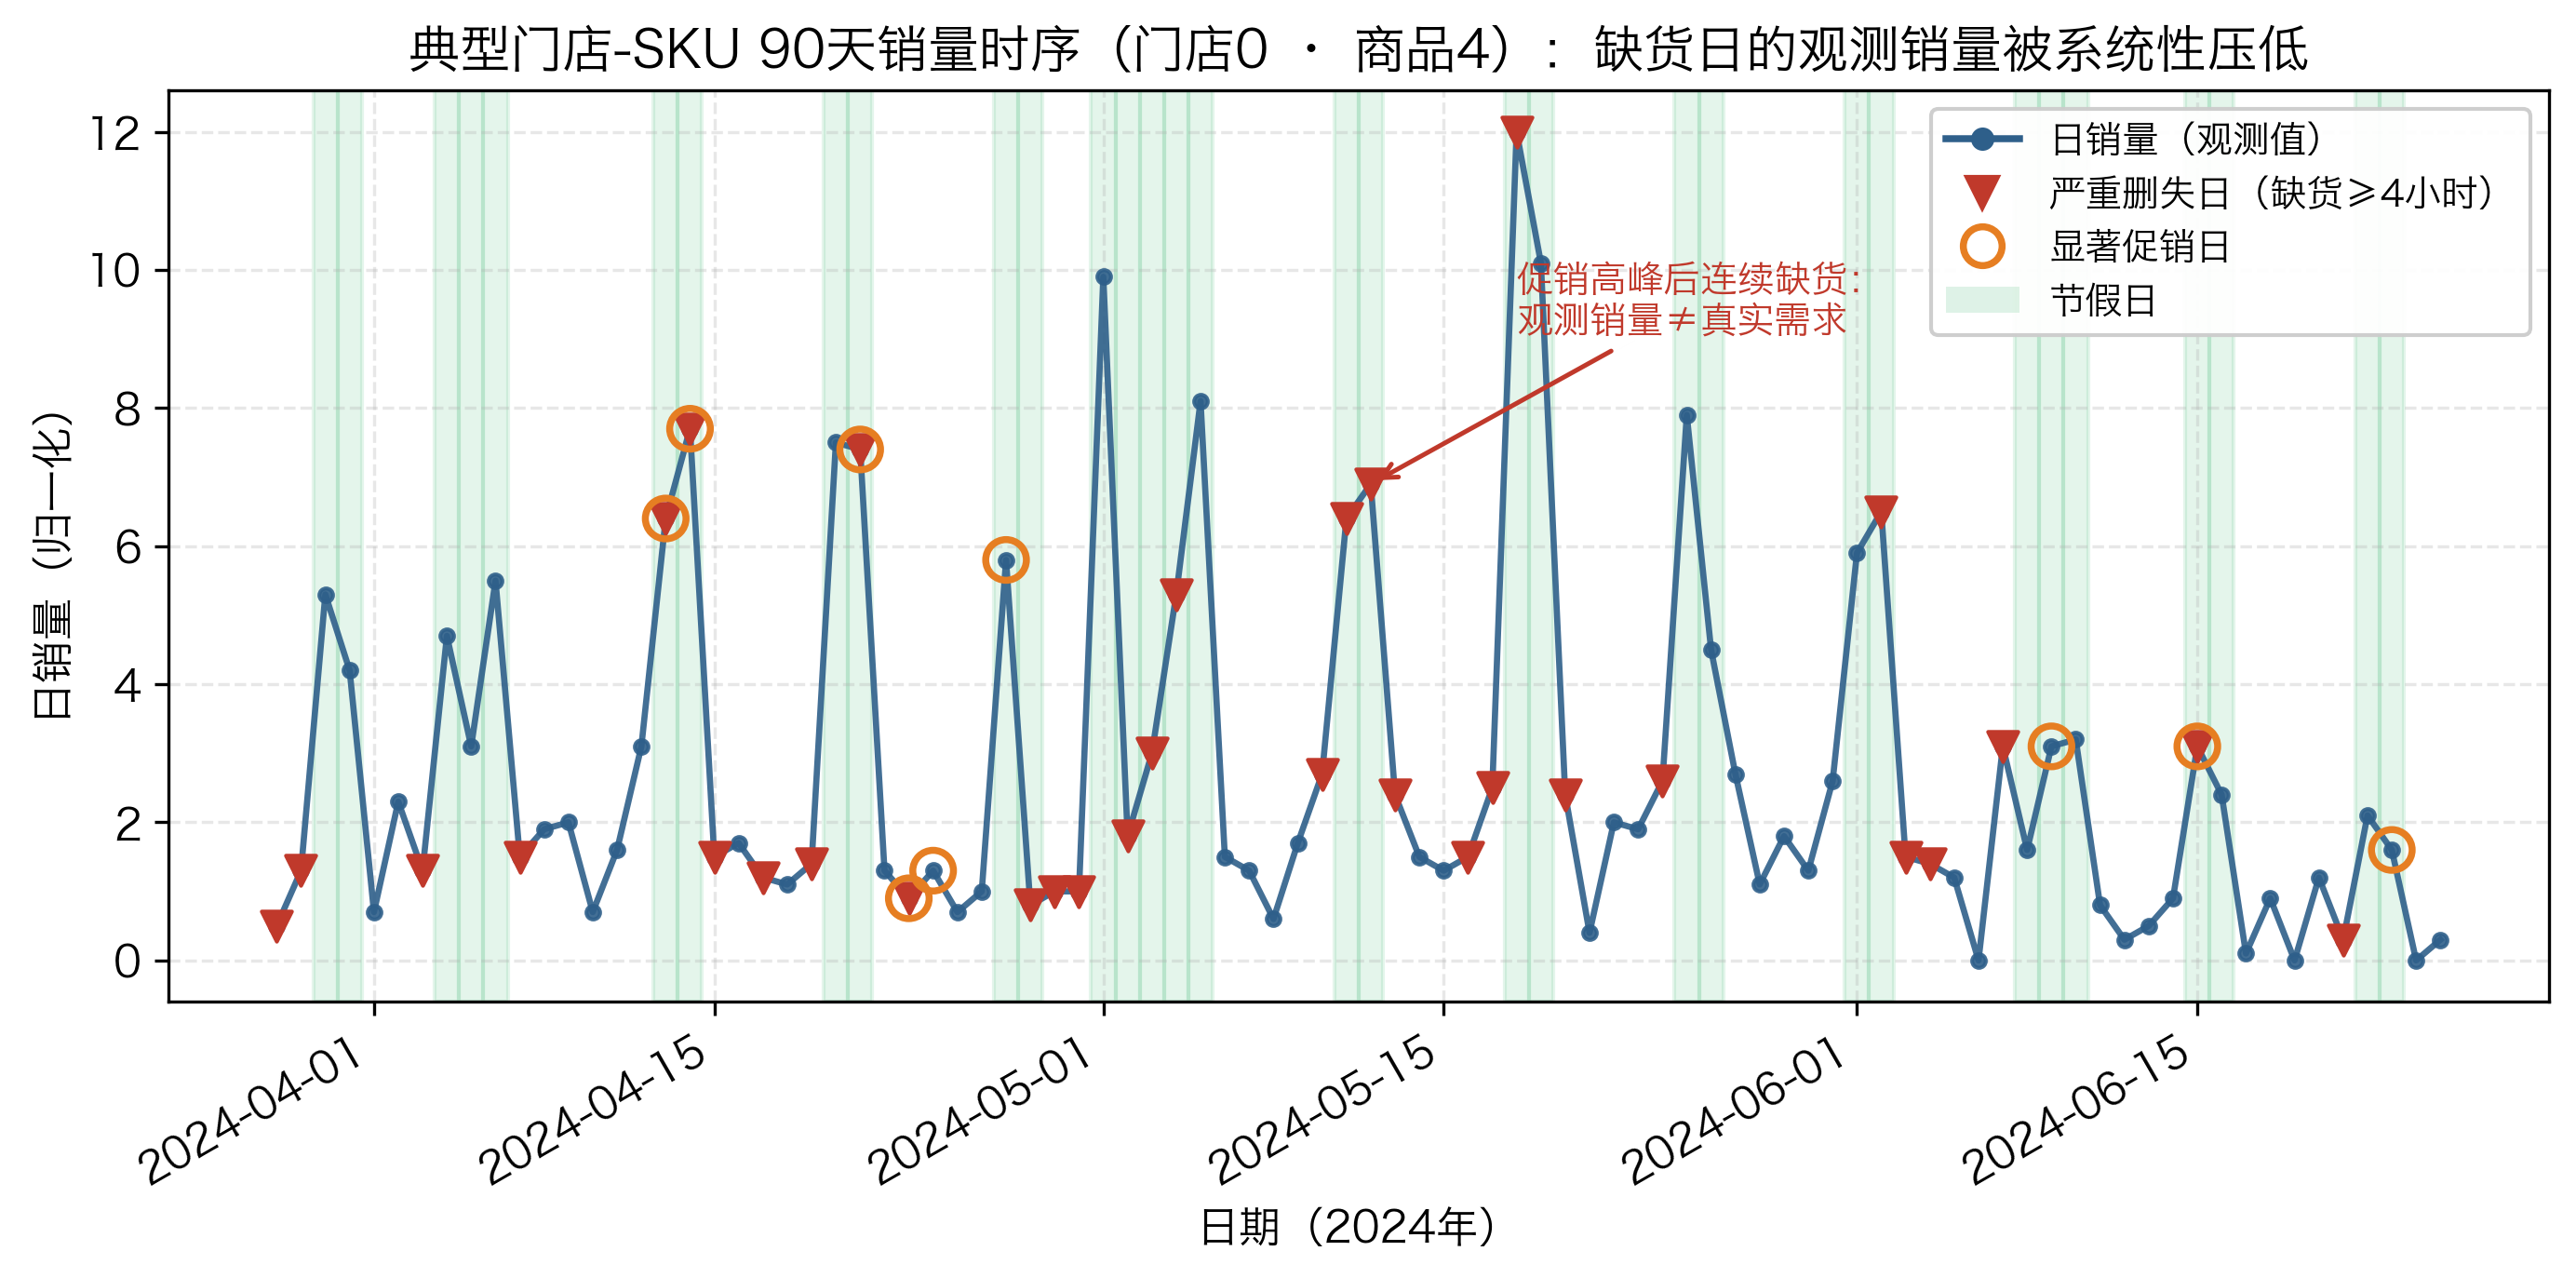 典型门店-SKU 90天销量时序（门店0 · 商品4）：缺货日的观测销量被系统性压低
日销量（观测值）
严重删失日（缺货≥4小时）
显著促销日
节假日
促销高峰后连续缺货：
观测销量≠真实需求
日销量（归一化）
12
10
8
6
4
2
0
2024-04-01
2024-04-15
2024-05-01
2024-05-15
2024-06-01
2024-06-15
日期（2024年）